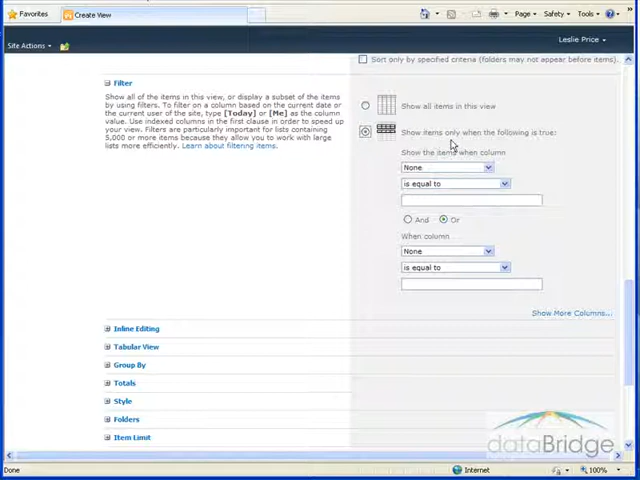 Favorites
Create View
Page
Safety
Tools
Leslie Price
Site Actions
Sort only by specified criteria (folders may not appear before items).
Filter
Show all of the items in this view, or display a subset of the items
by using filters. To filter on a column based on the current date or
the current user of the site, type [Today] or [Me] as the column
value. Use indexed columns in the first clause in order to speed up
your view. Filters are particularly important for lists containing
5,000 or more items because they allow you to work with large
lists more efficiently. Learn about filtering items.
Show all items in this view
Show items only when the following is true:
Show the items when column
None
is equal to
And Or
When column
None
is equal to
Show More Columns...
Inline Editing
Tabular View
Group By
Totals
Style
Folders
Item Limit
dataBridge
Done
Internet
100%